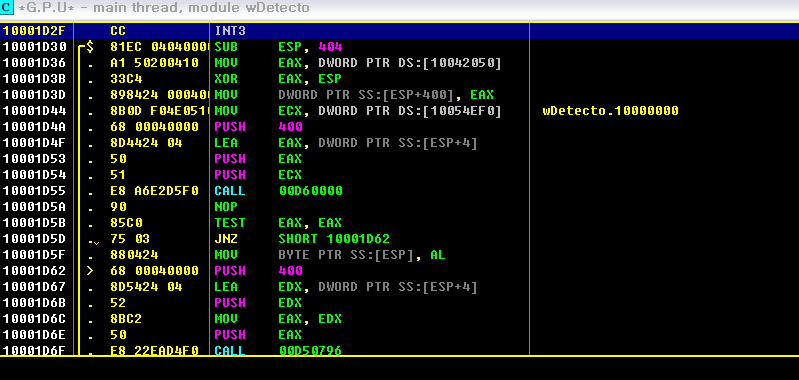 C *G.P.U* - main thread, module wDetecto
10001D2F CC INT3
10001D30 $ 81EC 04040000 SUB ESP, 404
10001D36 . A1 50200410 MOV EAX, DWORD PTR DS:[10042050]
10001D3B . 33C4 XOR EAX, ESP
10001D3D . 898424 000400 MOV DWORD PTR SS:[ESP+400], EAX
10001D44 . 8B0D F04E0510 MOV ECX, DWORD PTR DS:[10054EF0] wDetecto.10000000
10001D4A . 68 00040000 PUSH 400
10001D4F . 8D4424 04 LEA EAX, DWORD PTR SS:[ESP+4]
10001D53 . 50 PUSH EAX
10001D54 . 51 PUSH ECX
10001D55 . E8 A6E2D5F0 CALL 00D60000
10001D5A . 90 NOP
10001D5B . 85C0 TEST EAX, EAX
10001D5D .⌄ 75 03 JNZ SHORT 10001D62
10001D5F . 880424 MOV BYTE PTR SS:[ESP], AL
10001D62 > 68 00040000 PUSH 400
10001D67 . 8D5424 04 LEA EDX, DWORD PTR SS:[ESP+4]
10001D6B . 52 PUSH EDX
10001D6C . 8BC2 MOV EAX, EDX
10001D6E . 50 PUSH EAX
10001D6F . E8 22EAD4F0 CALL 00D50796